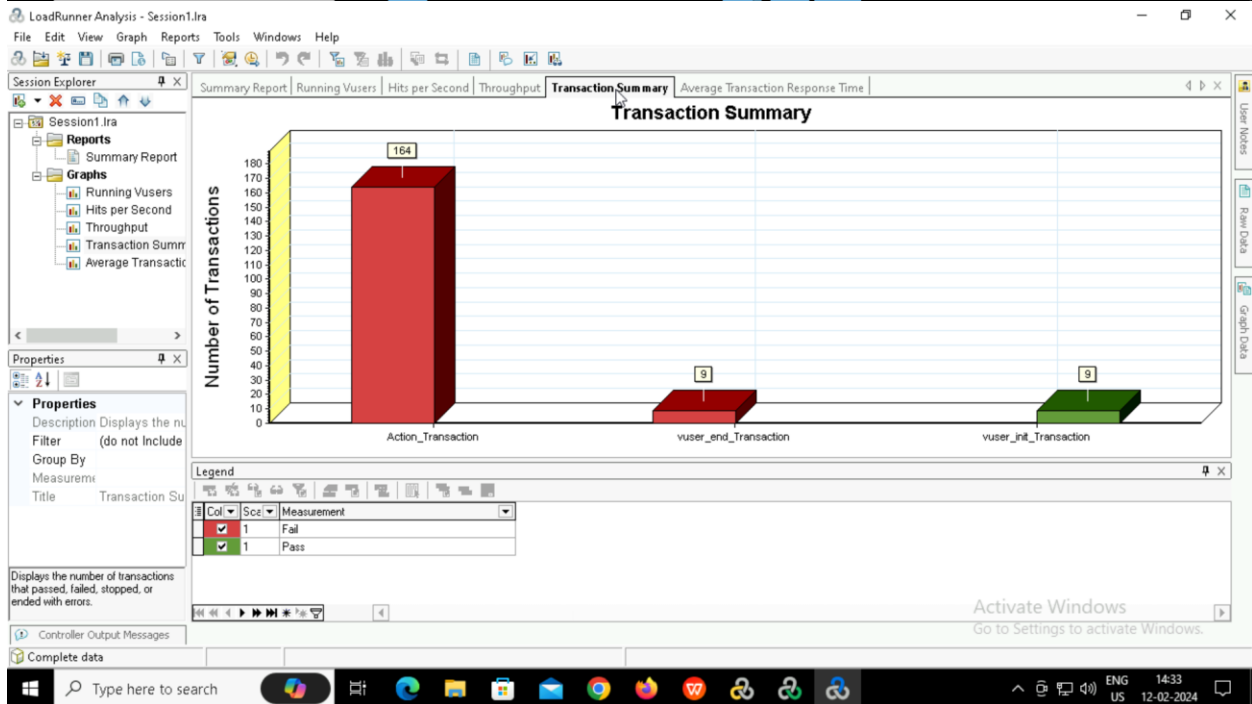 LoadRunner Analysis - Session1.lra
File Edit View Graph Reports Tools Windows Help
Session Explorer
Summary Report Running Vusers Hits per Second Throughput Transaction Summary Average Transaction Response Time
Session1.lra
Reports
Summary Report
Graphs
Running Vusers
Hits per Second
Throughput
Transaction Summ
Average Transactic
Transaction Summary
Number of Transactions
180
170
160
150
140
130
120
110
100
90
80
70
60
50
40
30
20
10
0
164
9
9
Action_Transaction vuser_end_Transaction vuser_init_Transaction
User Notes
Raw Data
Graph Data
Properties
Properties
Description Displays the nu
Filter (do not Include
Group By
Measureme
Title Transaction Su
Displays the number of transactions
that passed, failed, stopped, or
ended with errors.
Legend
Col Sca Measurement
1 Fail
1 Pass
Controller Output Messages
Complete data
Activate Windows
Go to Settings to activate Windows.
Type here to search
ENG
US
14:33
12-02-2024